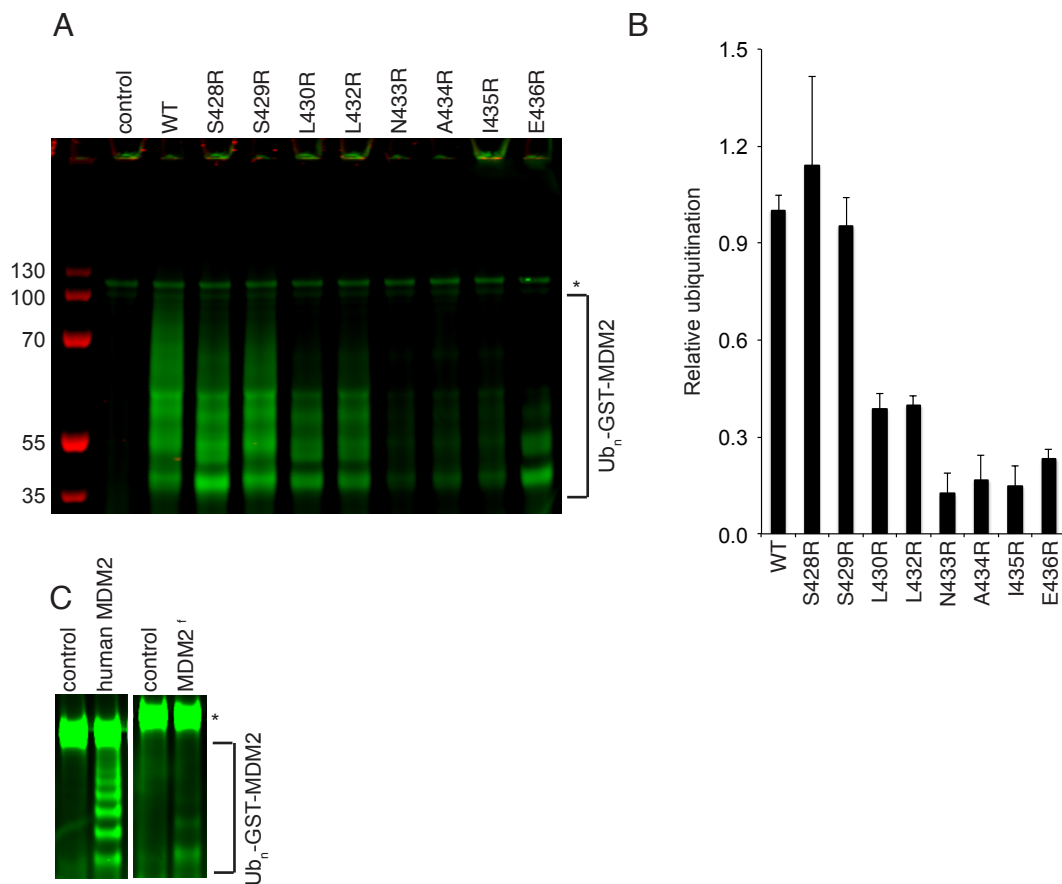 A
control
WT
S428R
S429R
L430R
L432R
N433R
A434R
I435R
E436R
130
100
70
55
35
*
Ubn-GST-MDM2
B
1.5
1.2
0.9
0.6
0.3
0.0
Relative ubiquitination
WT
S428R
S429R
L430R
L432R
N433R
A434R
I435R
E436R
C
control
human MDM2
control
MDM2 f
*
Ubn-GST-MDM2